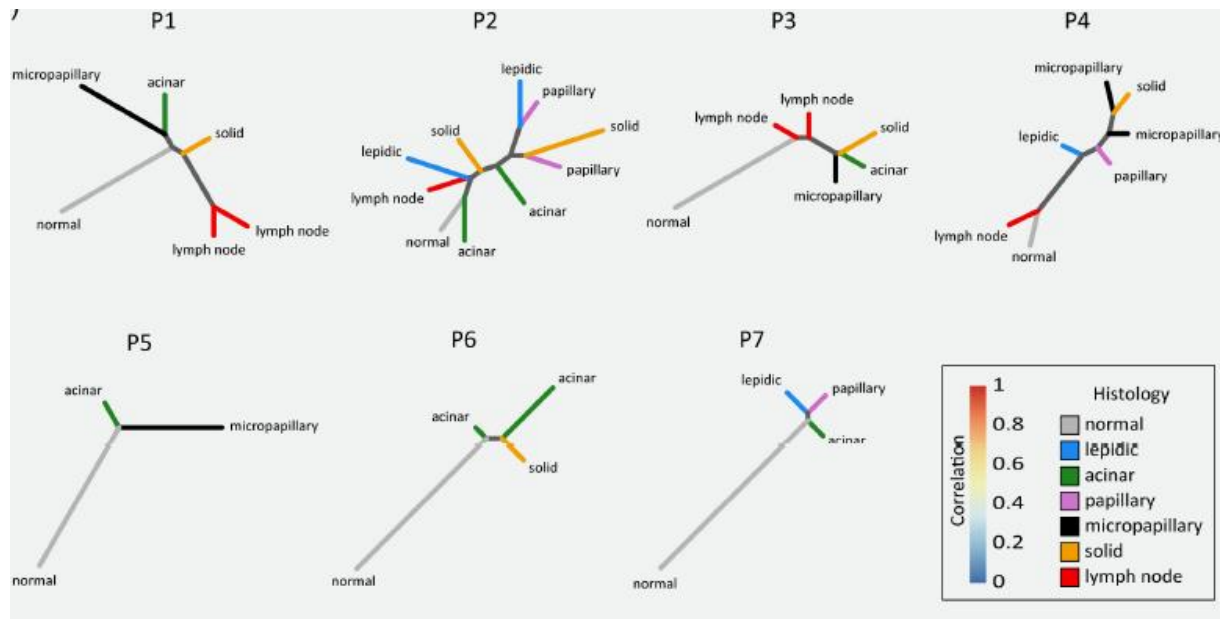 )
P1
P2
P3
P4
micropapillary
acinar
solid
normal
lymph node
lymph node
lepidic
papillary
solid
solid
lepidic
papillary
lymph node
acinar
normal
acinar
lymph node
lymph node
solid
acinar
micropapillary
normal
micropapillary
solid
micropapillary
lepidic
papillary
lymph node
normal
P5
P6
P7
acinar
micropapillary
normal
acinar
acinar
solid
normal
lepidic
papillary
acinar
normal
Correlation
1
0.8
0.6
0.4
0.2
0
Histology
normal
lepidic
acinar
papillary
micropapillary
solid
lymph node